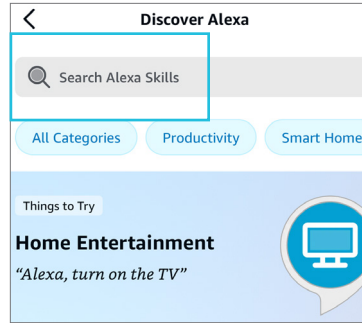 Discover Alexa
Search Alexa Skills
All Categories Productivity Smart Home
Things to Try
Home Entertainment
“Alexa, turn on the TV”